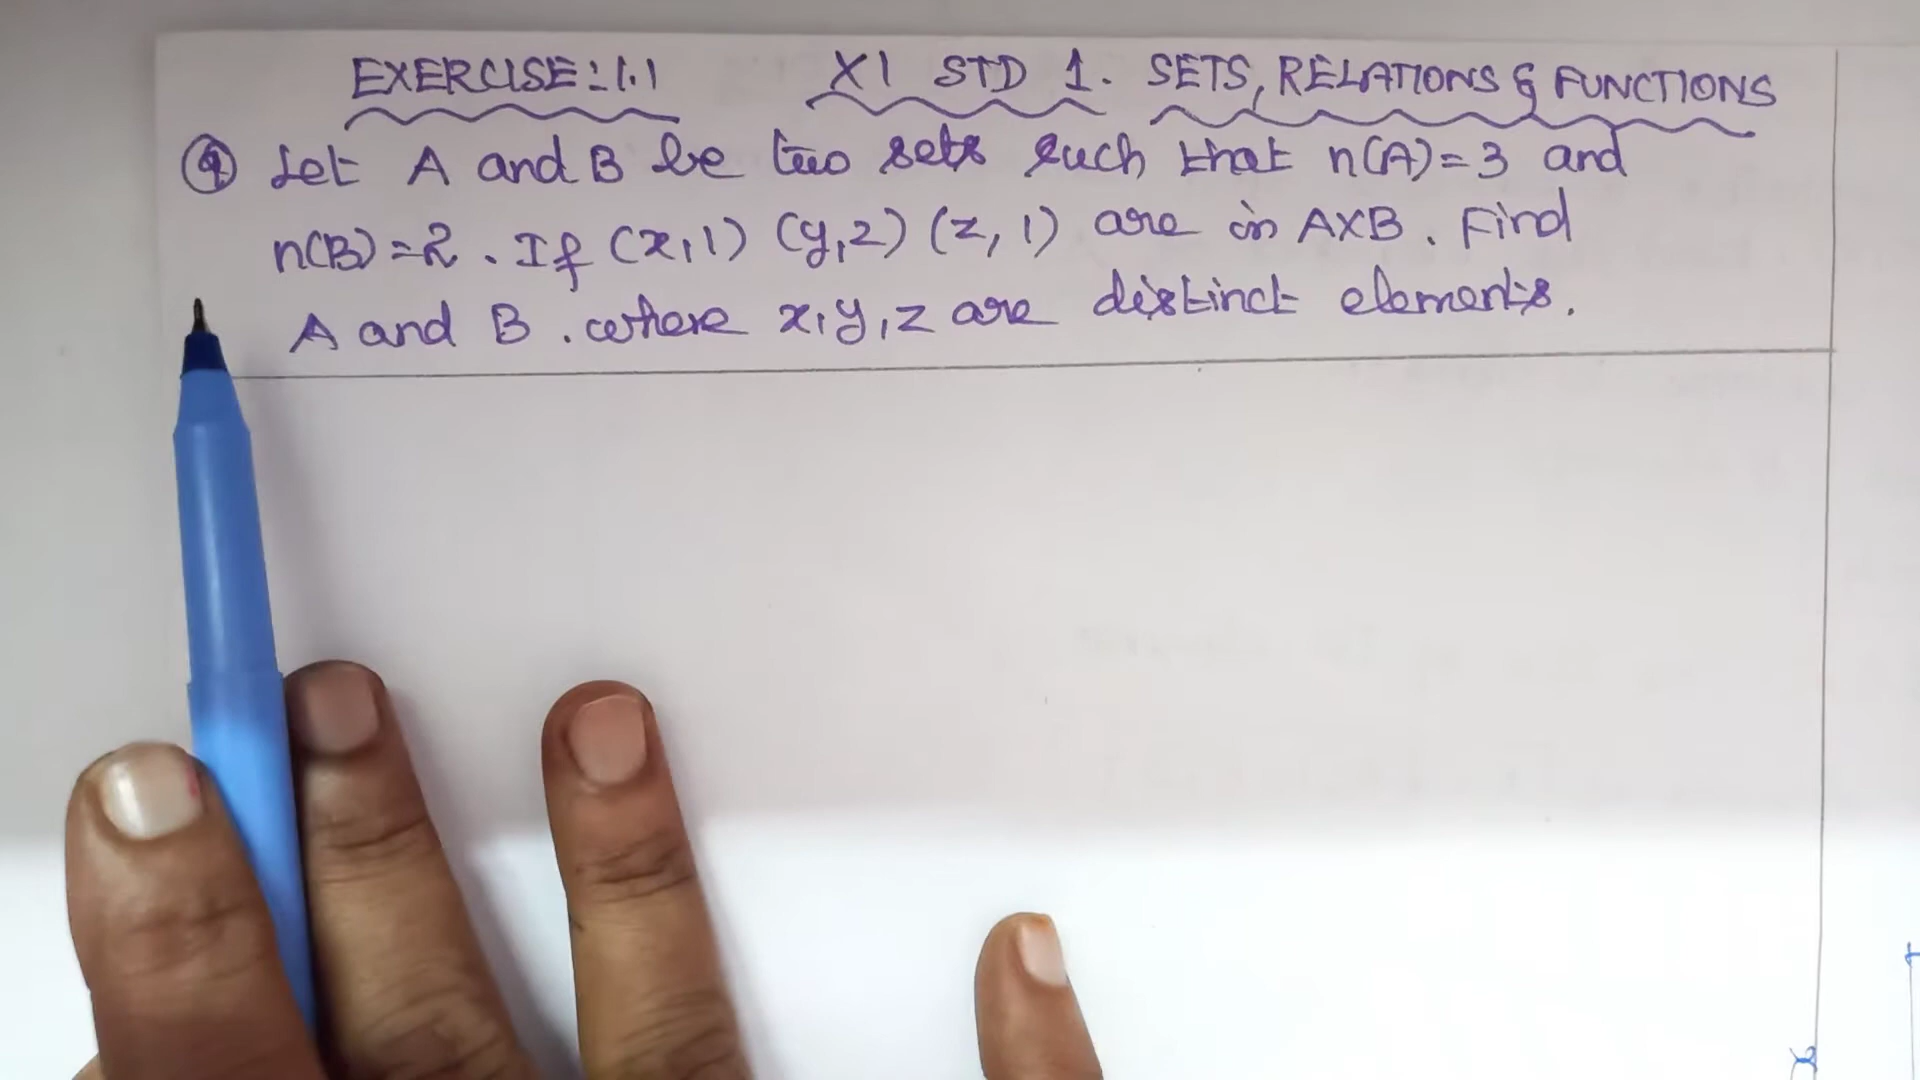 EXERCISE:1.1 XI STD 1. SETS, RELATIONS & FUNCTIONS
⑨ Let A and B be two sets such that n(A)=3 and
n(B)=2. If (x,1) (y,2) (z,1) are in AXB. Find
A and B. where x,y,z are distinct elements.